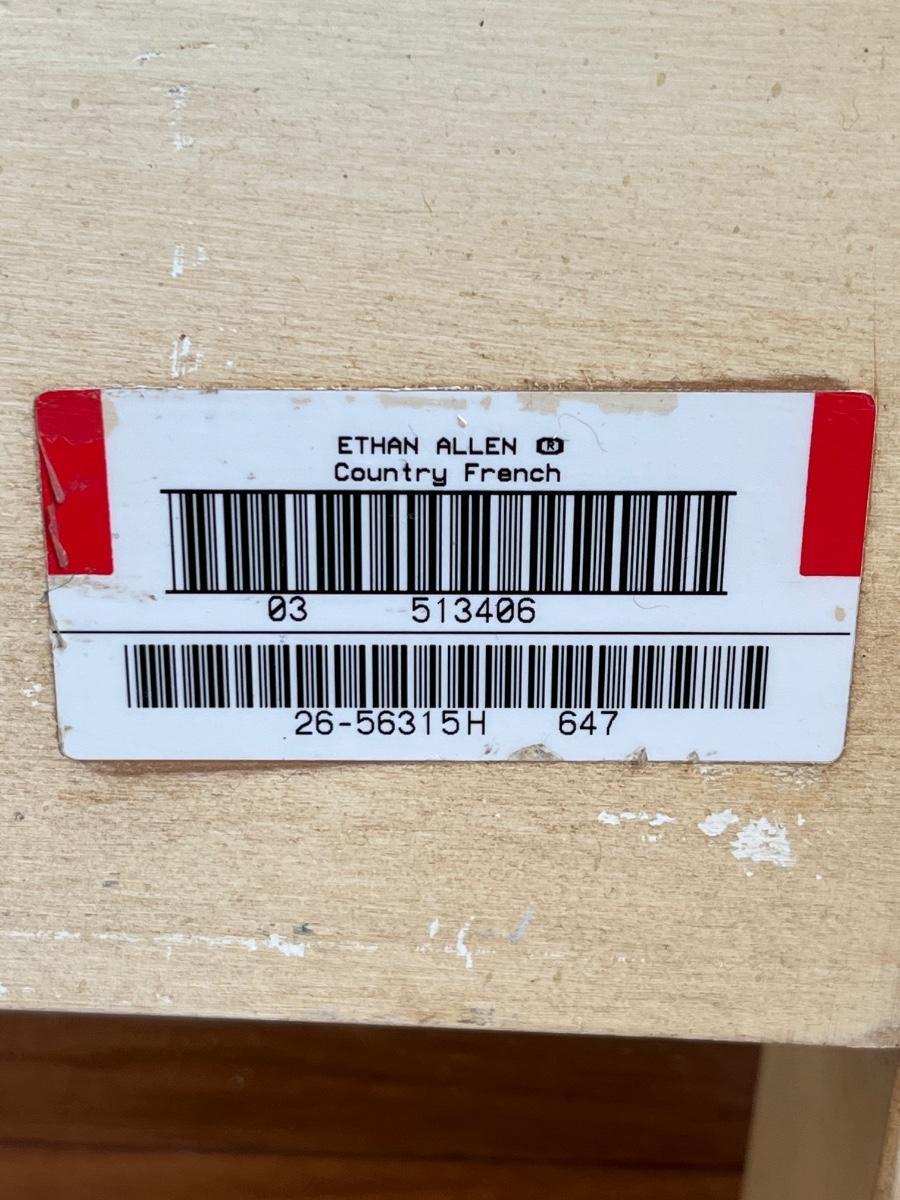 ETHAN ALLEN ®
Country French
03 513406
26-56315H 647